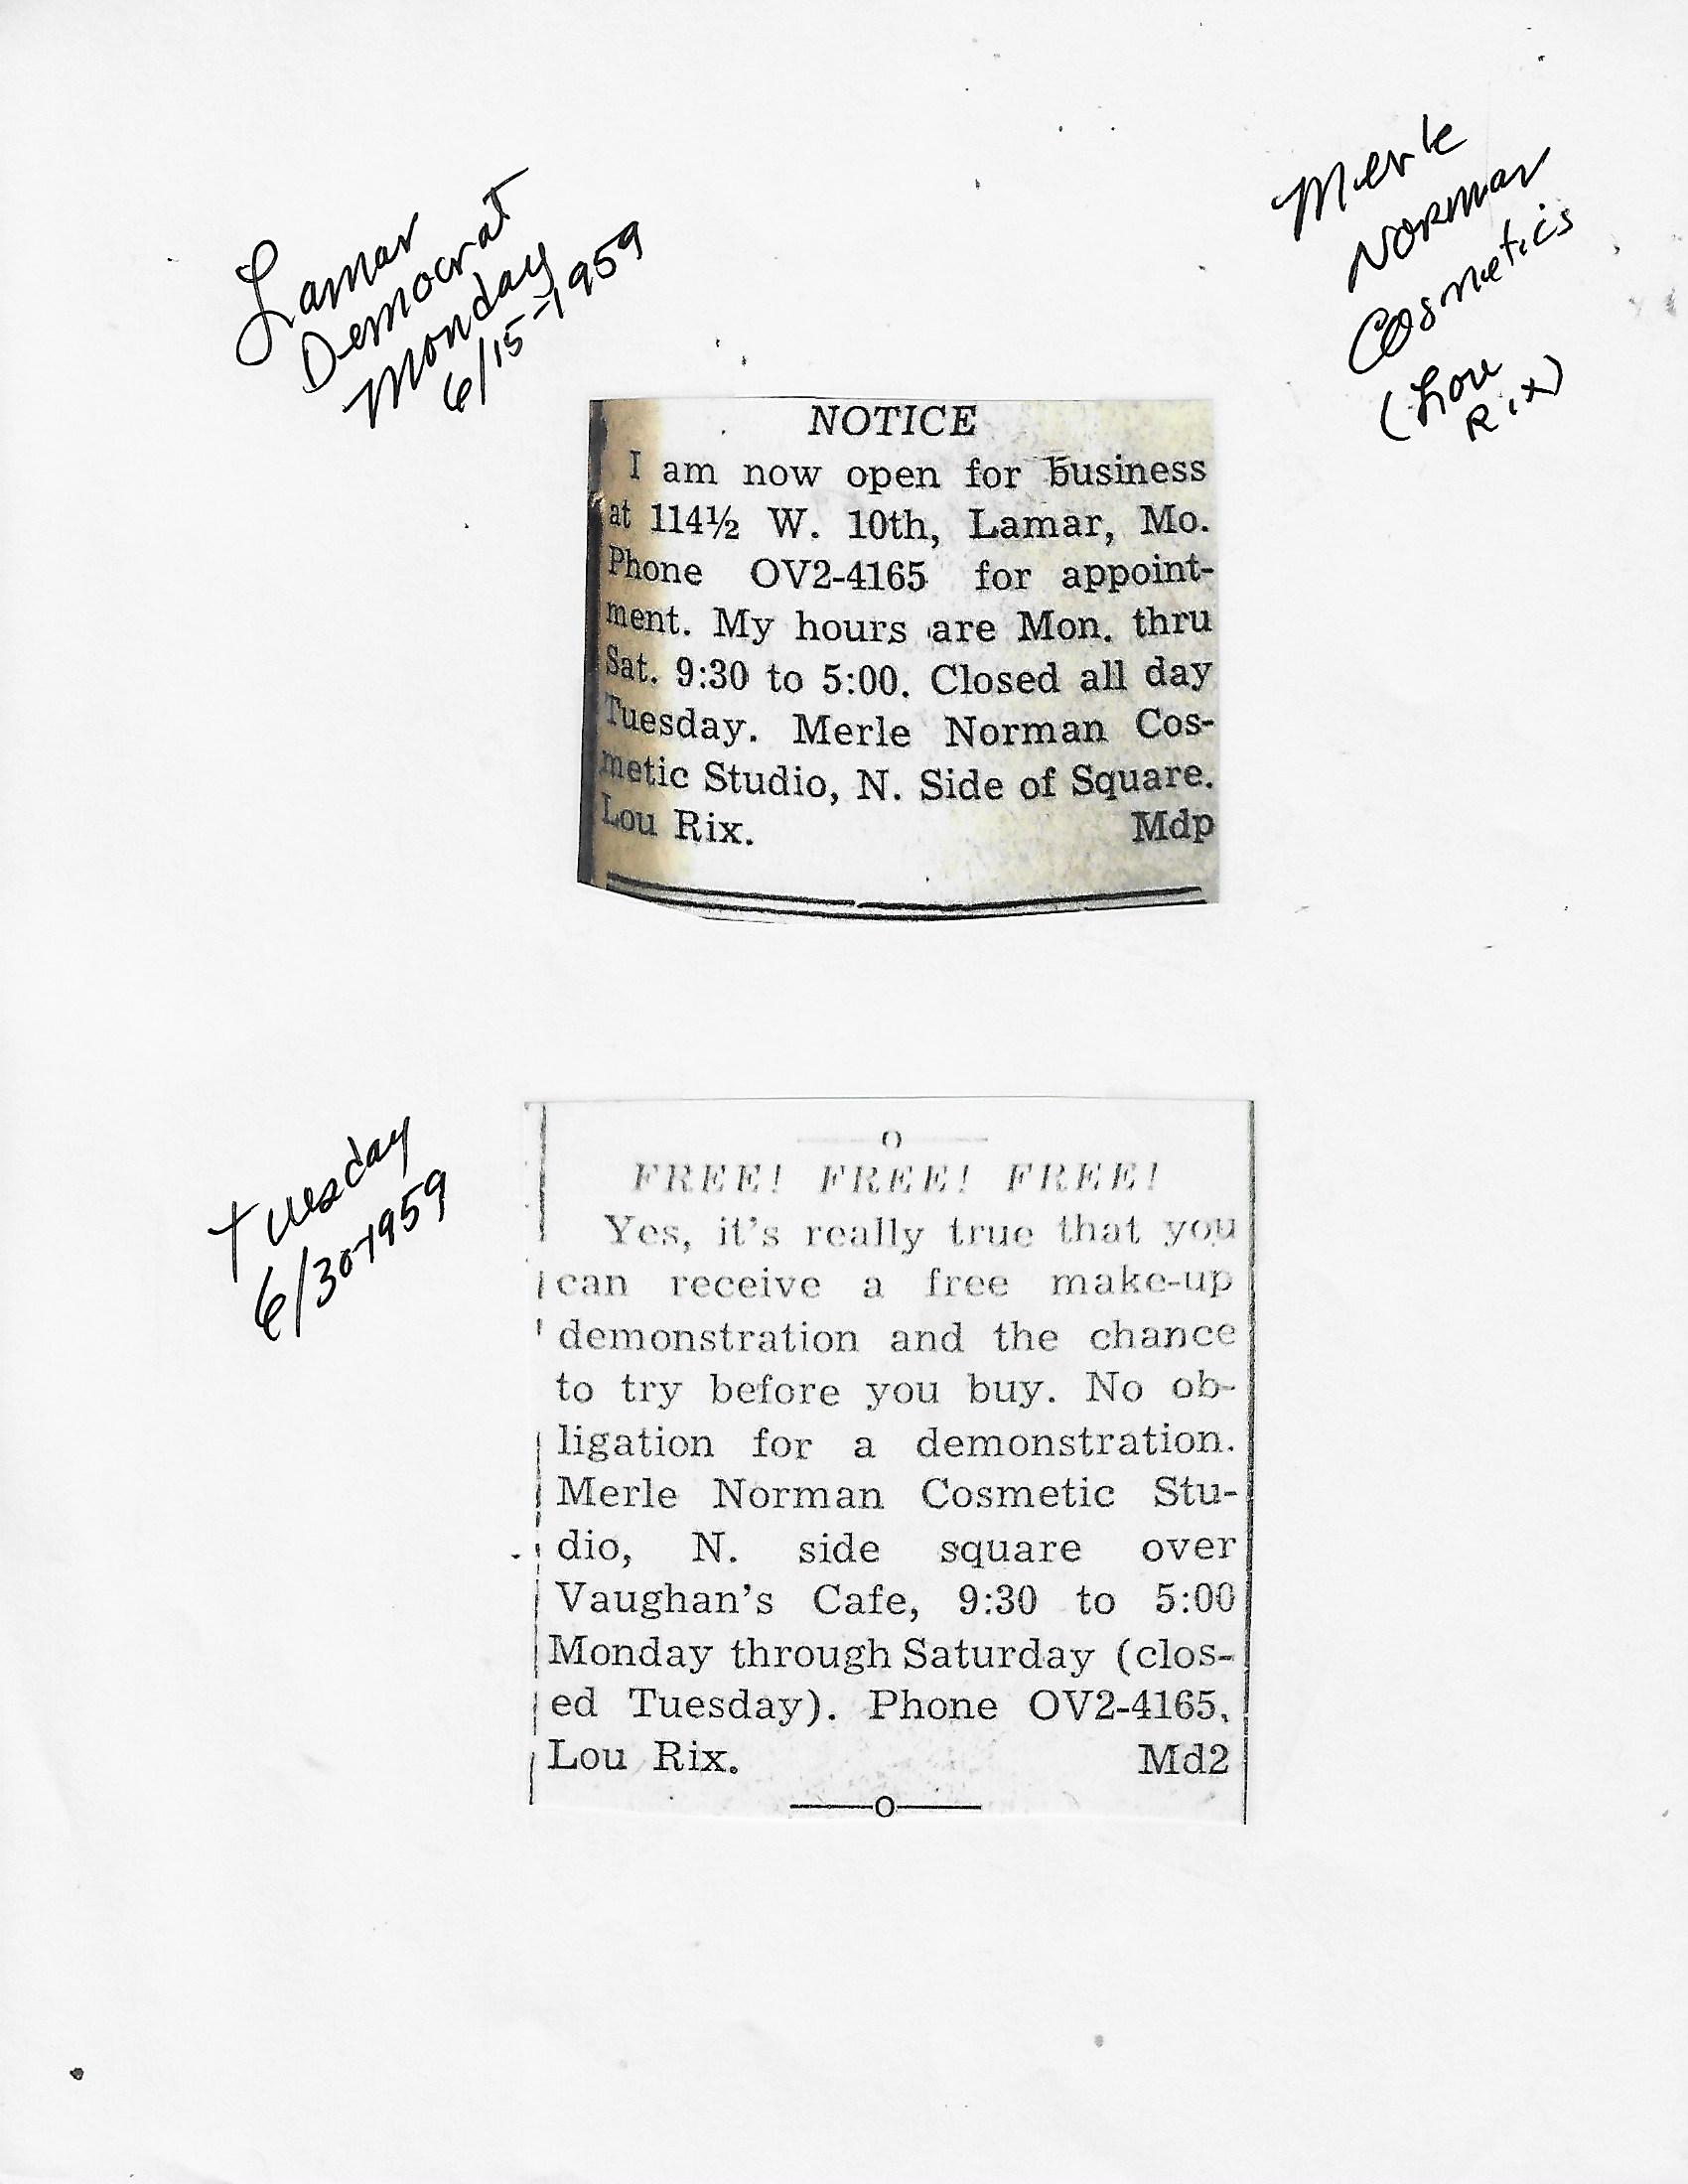 Lamar
Democrat
Monday
6/15-1959
Merle
Norman
Cosmetics
(Lou
Rix)
NOTICE
I am now open for business
at 114½ W. 10th, Lamar, Mo.
Phone OV2-4165 for appoint-
ment. My hours are Mon. thru
Sat. 9:30 to 5:00. Closed all day
Tuesday. Merle Norman Cos-
metic Studio, N. Side of Square.
Lou Rix. Mdp
Tuesday
6/30-1959
FREE! FREE! FREE!
Yes, it's really true that you
can receive a free make-up
demonstration and the chance
to try before you buy. No ob-
ligation for a demonstration.
Merle Norman Cosmetic Stu-
dio, N. side square over
Vaughan's Cafe, 9:30 to 5:00
Monday through Saturday (clos-
ed Tuesday). Phone OV2-4165,
Lou Rix. Md2